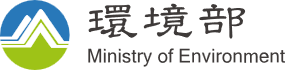 環境部
Ministry of Environment